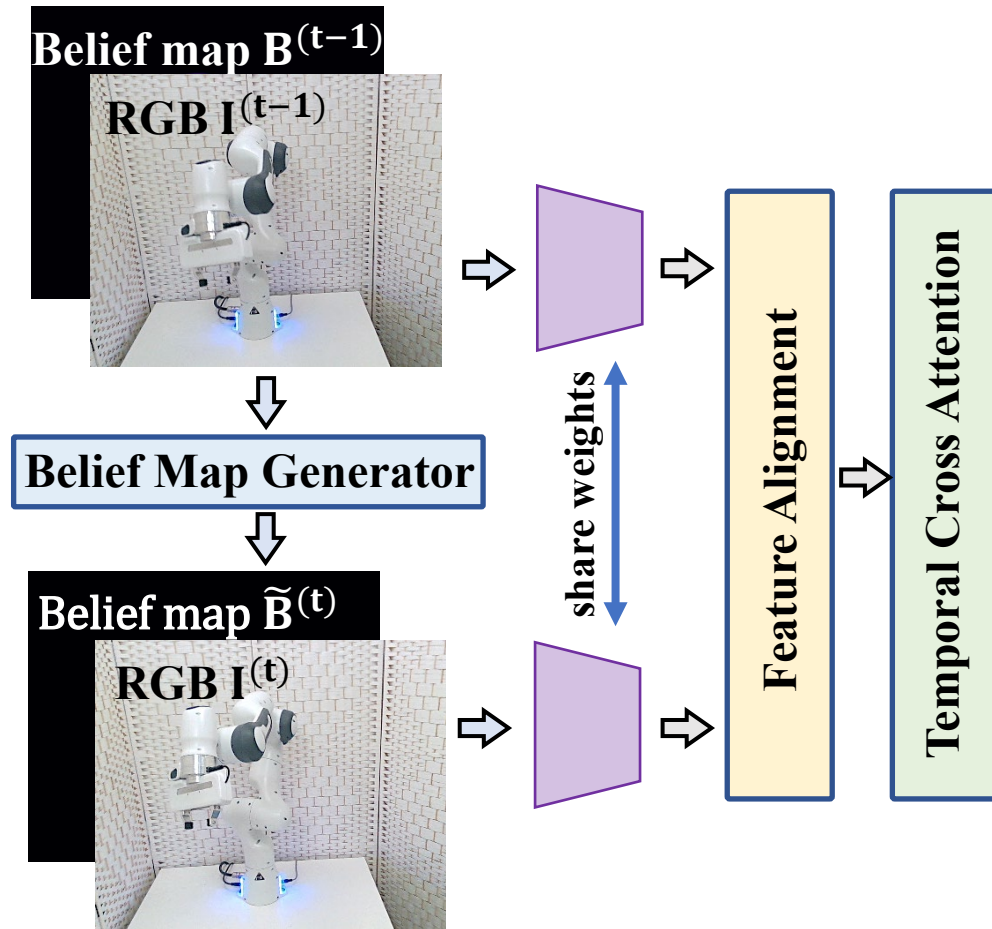 Belief map B^(t−1)
RGB I^(t−1)
Belief Map Generator
Belief map B̃^(t)
RGB I^(t)
share weights
Feature Alignment
Temporal Cross Attention